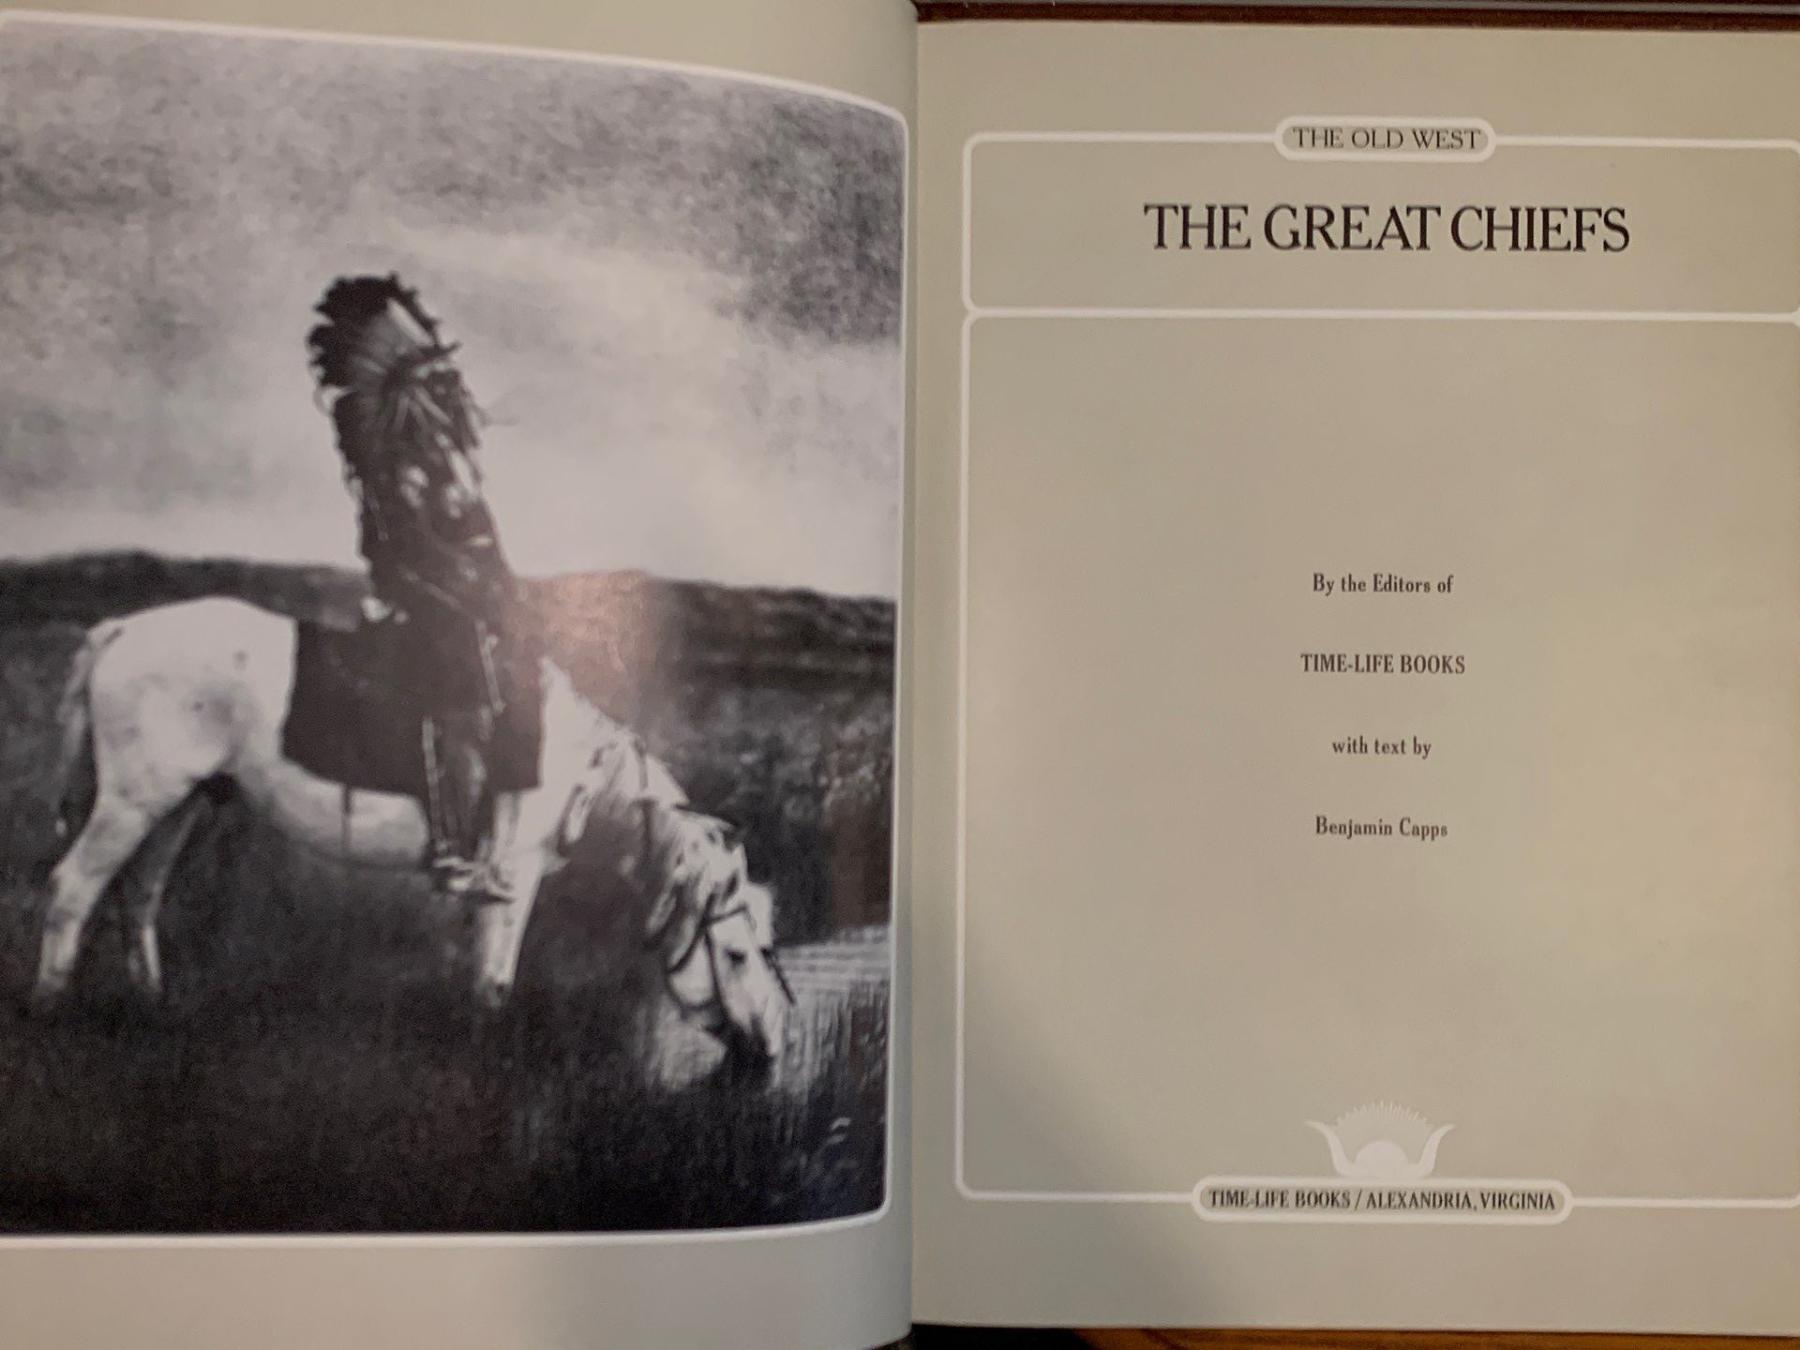 THE OLD WEST
THE GREAT CHIEFS
By the Editors of
TIME-LIFE BOOKS
with text by
Benjamin Capps
TIME-LIFE BOOKS / ALEXANDRIA, VIRGINIA